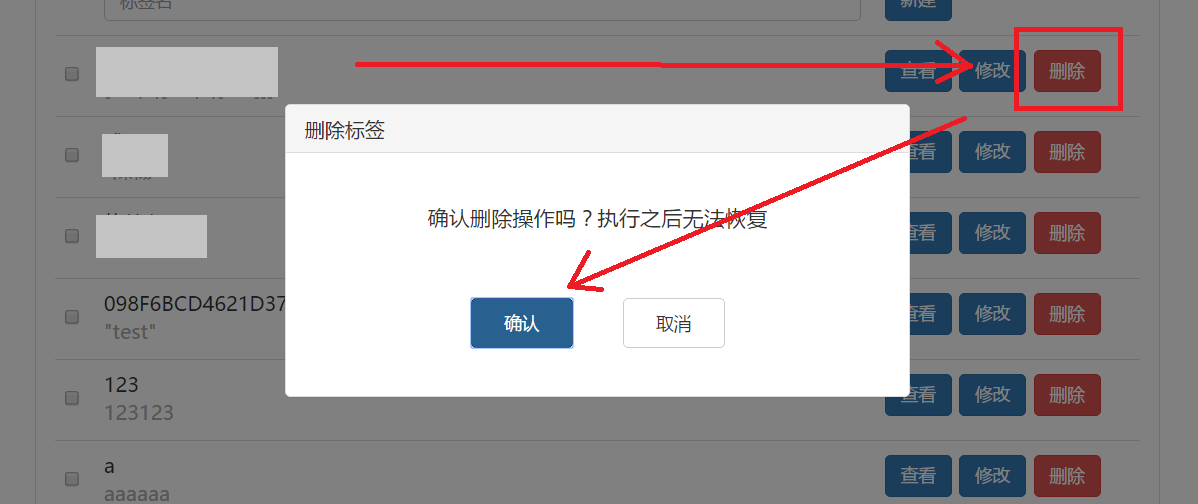 标签名 新建
查看 修改 删除
删除标签
查看 修改 删除
确认删除操作吗？执行之后无法恢复
查看 修改 删除
098F6BCD4621D37
"test"
查看 修改 删除
确认 取消
123
123123
查看 修改 删除
a
aaaaaa
查看 修改 删除